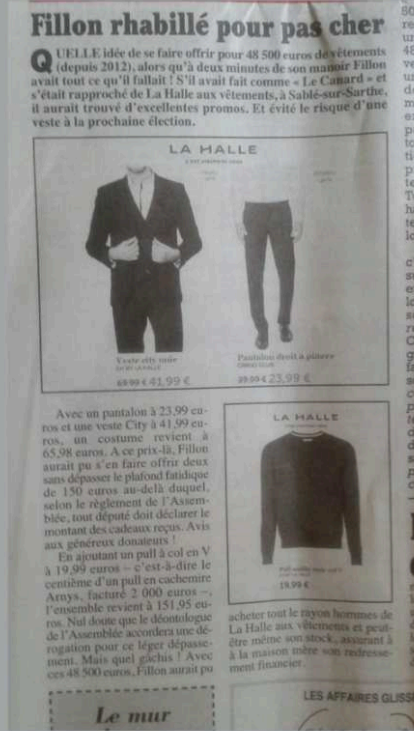 Fillon rhabillé pour pas cher
QUELLE idée de se faire offrir pour 48 500 euros de vêtements
(depuis 2012), alors qu'à deux minutes de son manoir Fillon
avait tout ce qu'il fallait ! S'il avait fait comme « Le Canard » et
s'était rapproché de La Halle aux vêtements, à Sablé-sur-Sarthe,
il aurait trouvé d'excellentes promos. Et évité le risque d'une
veste à la prochaine élection.
LA HALLE
Veste city noir
69,99 € 41,99 €
Pantalon droit à pinces
39,99 € 23,99 €
Avec un pantalon à 23,99 eu-
ros et une veste City à 41,99 eu-
ros, un costume revient à
65,98 euros. A ce prix-là, Fillon
aurait pu s'en faire offrir deux
sans dépasser le plafond fatidique
de 150 euros au-delà duquel,
selon le règlement de l'Assem-
blée, tout député doit déclarer le
montant des cadeaux reçus. Avis
aux généreux donateurs !
En ajoutant un pull à col en V
à 19,99 euros – c'est-à-dire le
centième d'un pull en cachemire
Arnys, facturé 2 000 euros –,
l'ensemble revient à 151,95 eu-
ros. Nul doute que le déontologue
de l'Assemblée accordera une dé-
rogation pour ce léger dépasse-
ment. Mais quel gâchis ! Avec
ces 48 500 euros, Fillon aurait pu
LA HALLE
19,99 €
acheter tout le rayon hommes de
La Halle aux vêtements et peut-
être même son stock, assurant à
à la maison mère son redresse-
ment financier.
Le mur
LES AFFAIRES GLISS